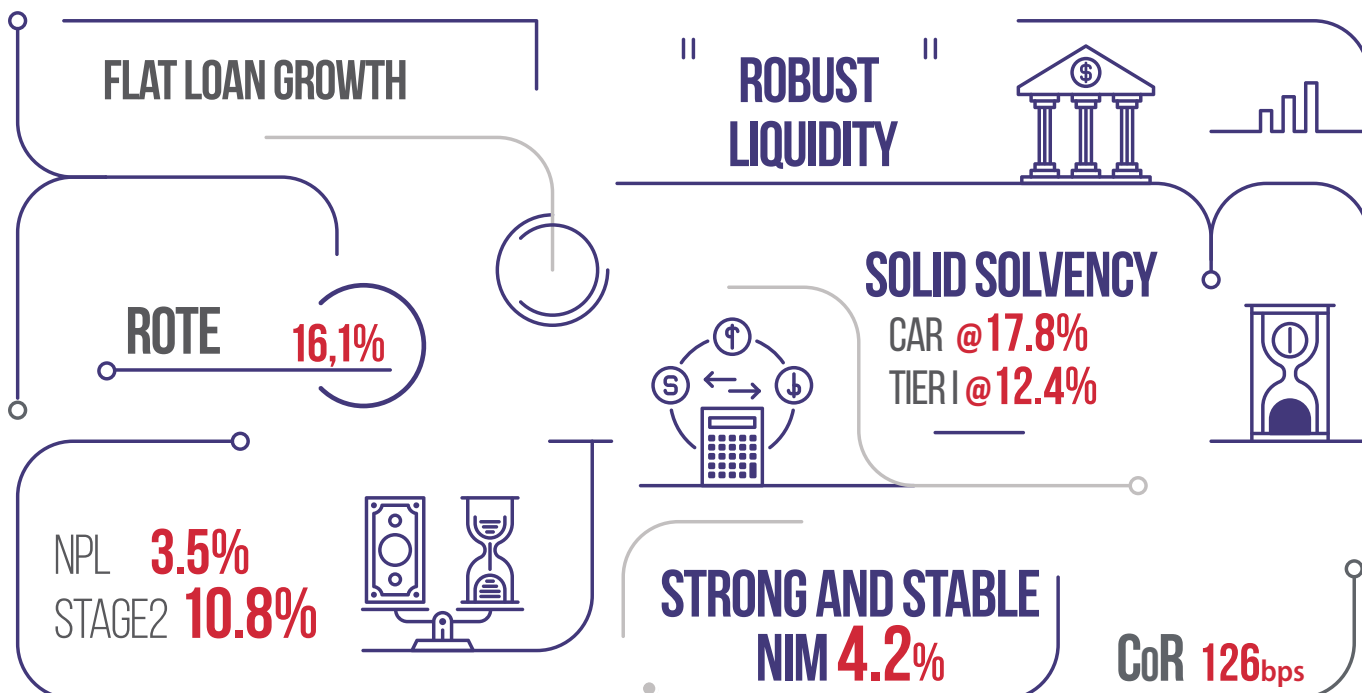 FLAT LOAN GROWTH
" ROBUST "
LIQUIDITY
$
ROTE 16,1%
SOLID SOLVENCY
CAR @17.8%
TIER I @12.4%
S
NPL 3.5%
STAGE2 10.8%
STRONG AND STABLE
NIM 4.2%
CoR 126bps